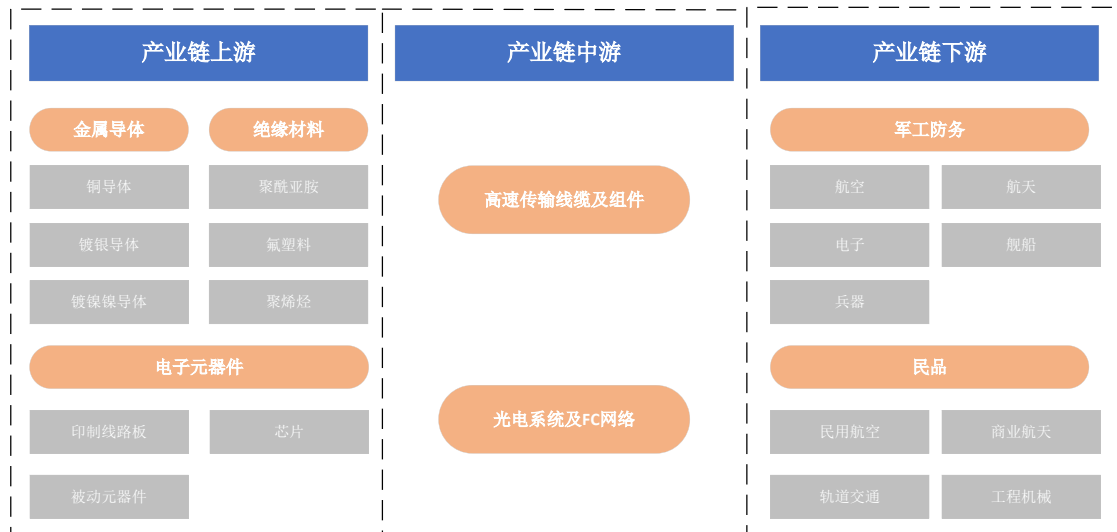 产业链上游
产业链中游
产业链下游
金属导体
绝缘材料
铜导体
聚酰亚胺
镀银导体
氟塑料
镀镍镍导体
聚烯烃
电子元器件
印制线路板
芯片
被动元器件
高速传输线缆及组件
光电系统及FC网络
军工防务
航空
航天
电子
舰船
兵器
民品
民用航空
商业航天
轨道交通
工程机械